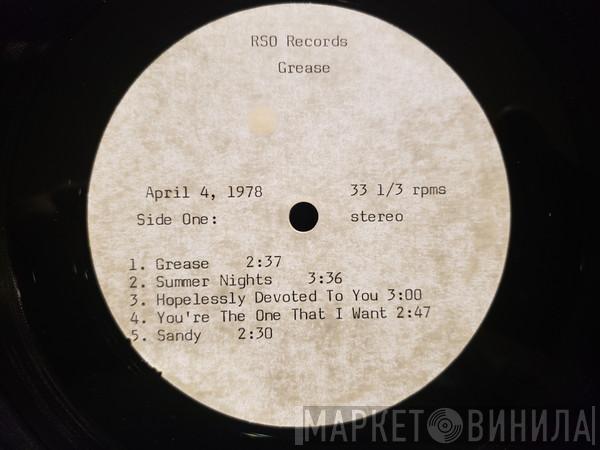 RSO Records
Grease
April 4, 1978 33 1/3 rpms
Side One: stereo
1. Grease 2:37
2. Summer Nights 3:36
3. Hopelessly Devoted To You 3:00
4. You're The One That I Want 2:47
5. Sandy 2:30
МАРКЕТ ВИНИЛА